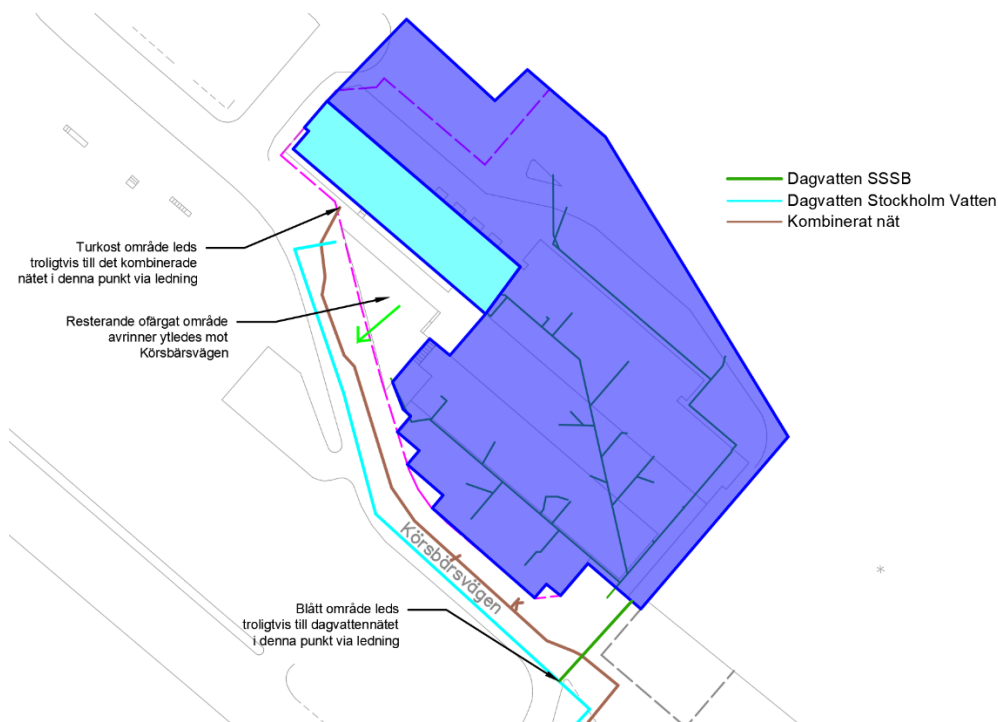 Dagvatten SSSB
Dagvatten Stockholm Vatten
Kombinerat nät
Turkost område leds
troligtvis till det kombinerade
nätet i denna punkt via ledning
Resterande ofärgat område
avrinner ytledes mot
Körsbärsvägen
Körsbärsvägen
K
Blått område leds
troligtvis till dagvattennätet
i denna punkt via ledning